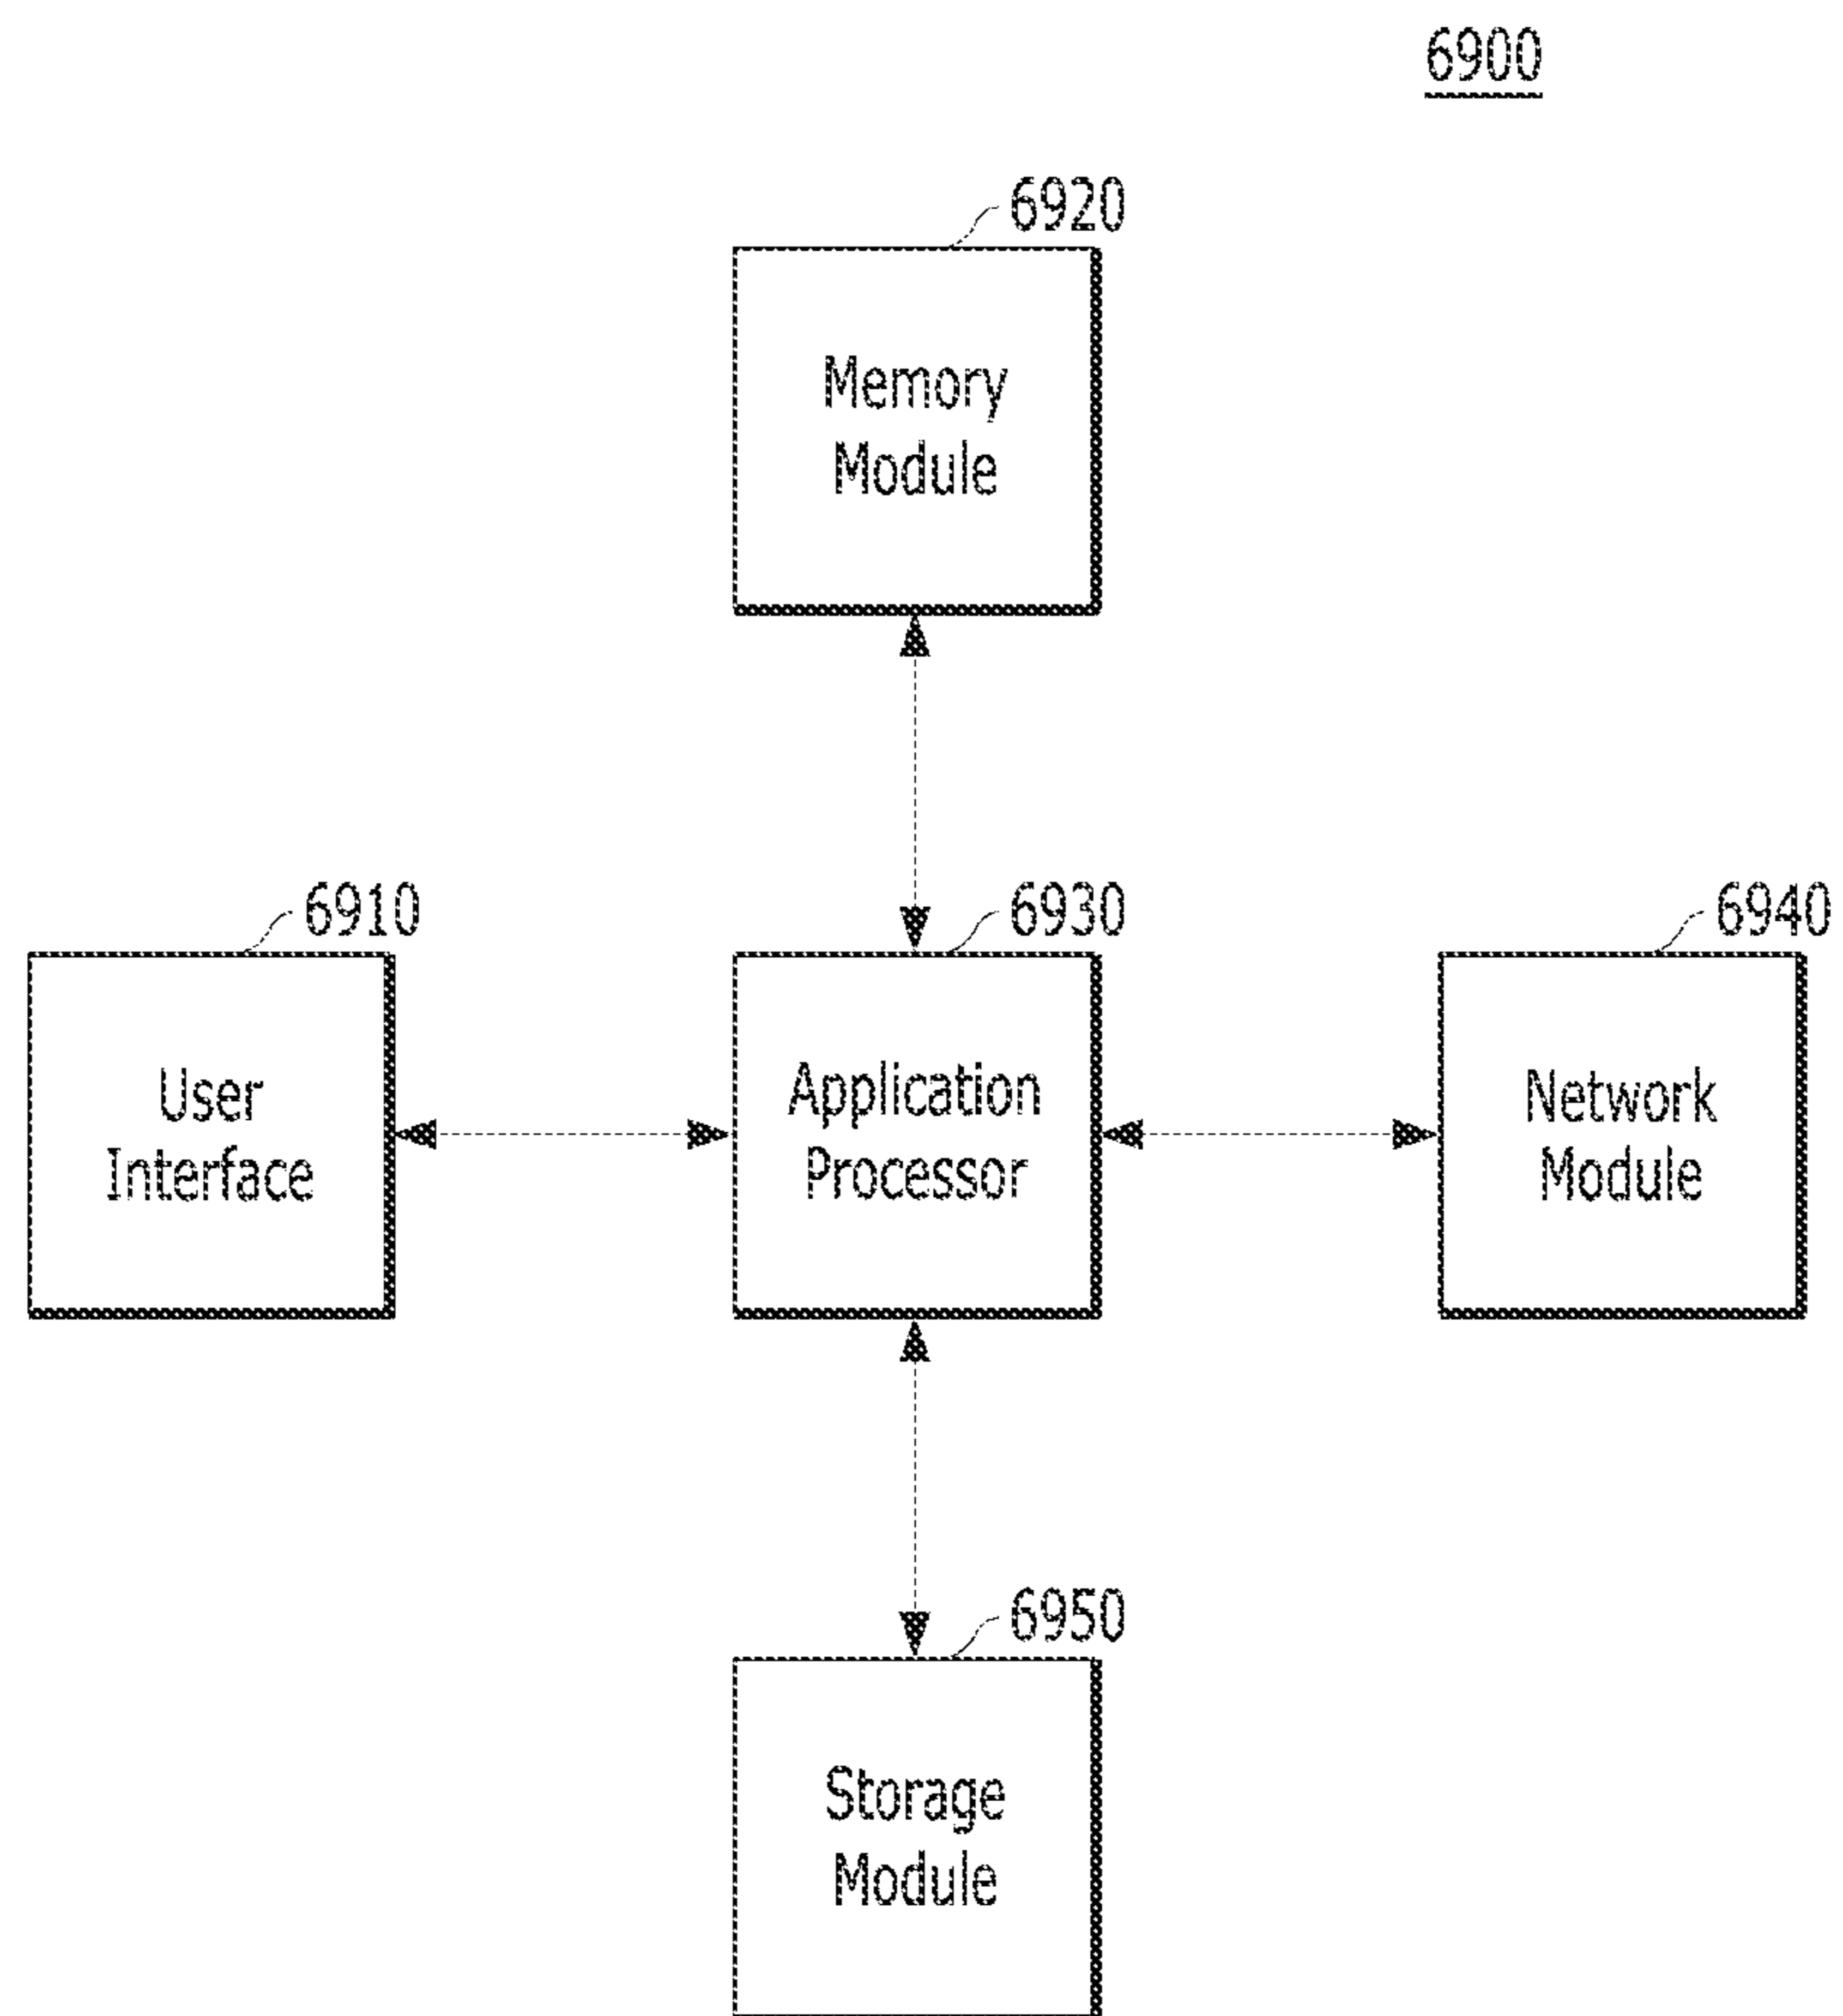 6900
6920
Memory
Module
6910
6930
6940
User
Interface
Application
Processor
Network
Module
6950
Storage
Module